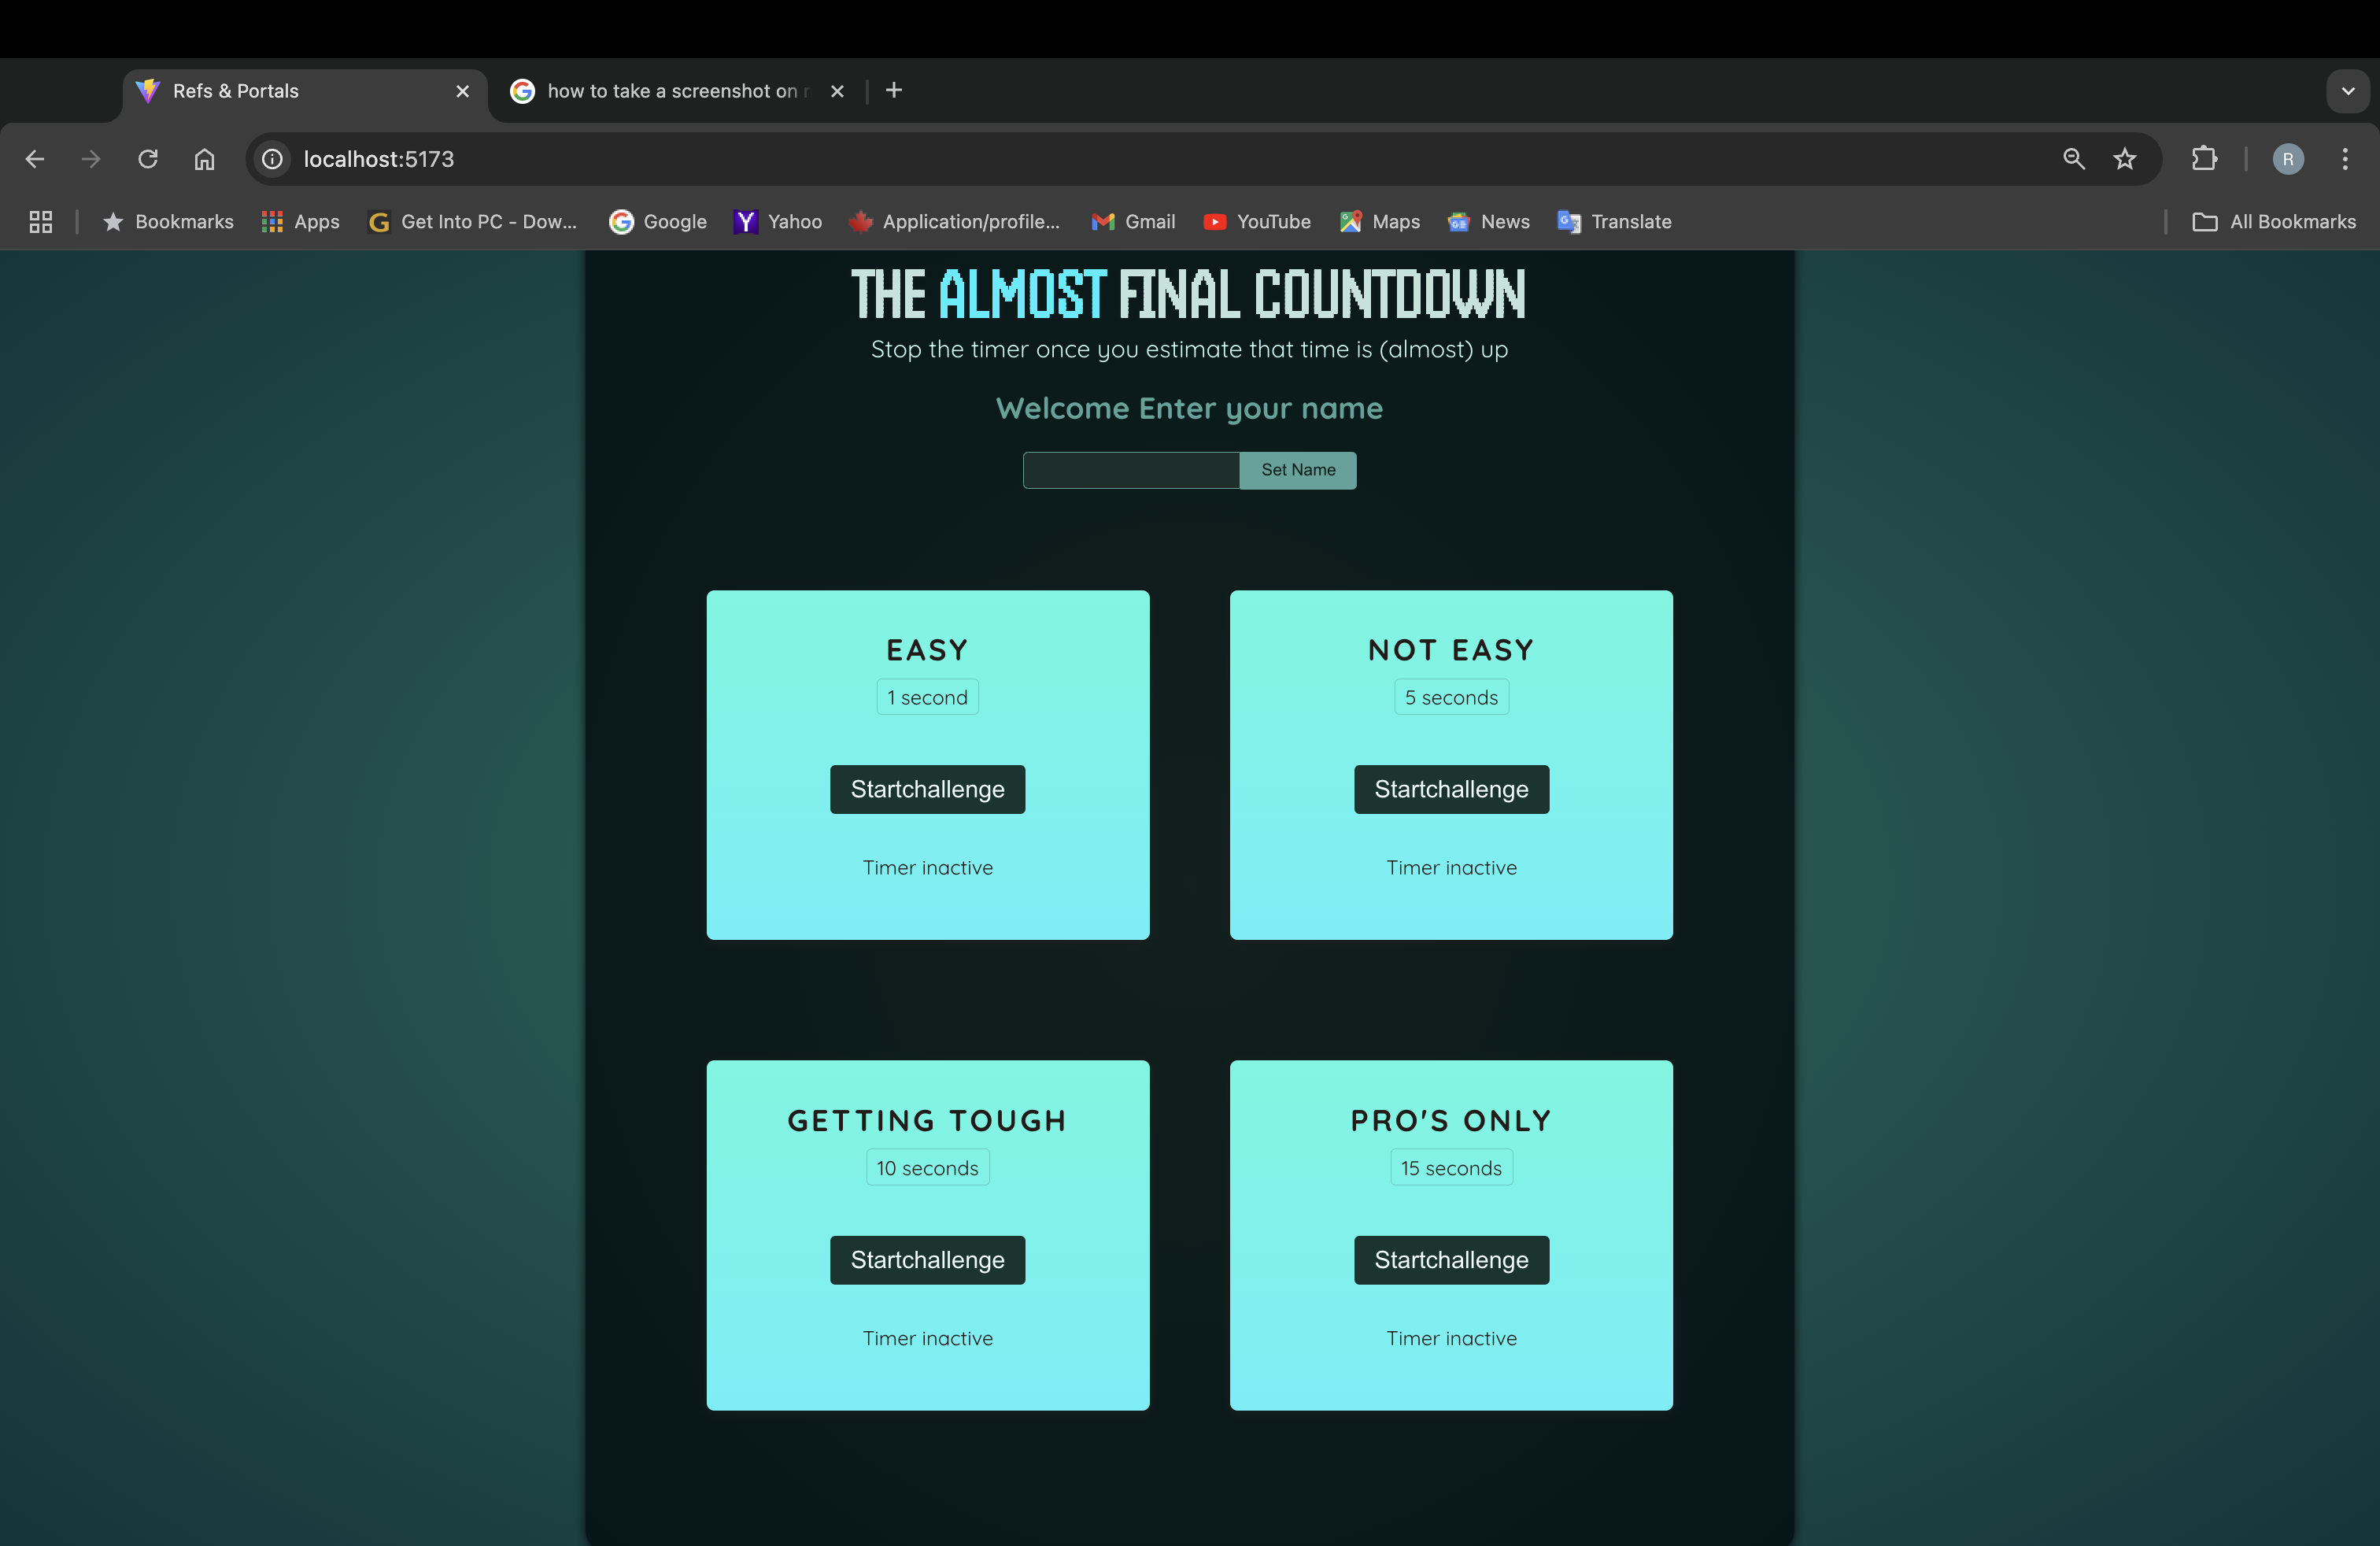 Refs & Portals
how to take a screenshot on
localhost:5173
R
Bookmarks Apps Get Into PC - Dow... Google Yahoo Application/profile... Gmail YouTube Maps News Translate All Bookmarks
THE ALMOST FINAL COUNTDOWN
Stop the timer once you estimate that time is (almost) up
Welcome Enter your name
Set Name
EASY
1 second
Startchallenge
Timer inactive
NOT EASY
5 seconds
Startchallenge
Timer inactive
GETTING TOUGH
10 seconds
Startchallenge
Timer inactive
PRO'S ONLY
15 seconds
Startchallenge
Timer inactive